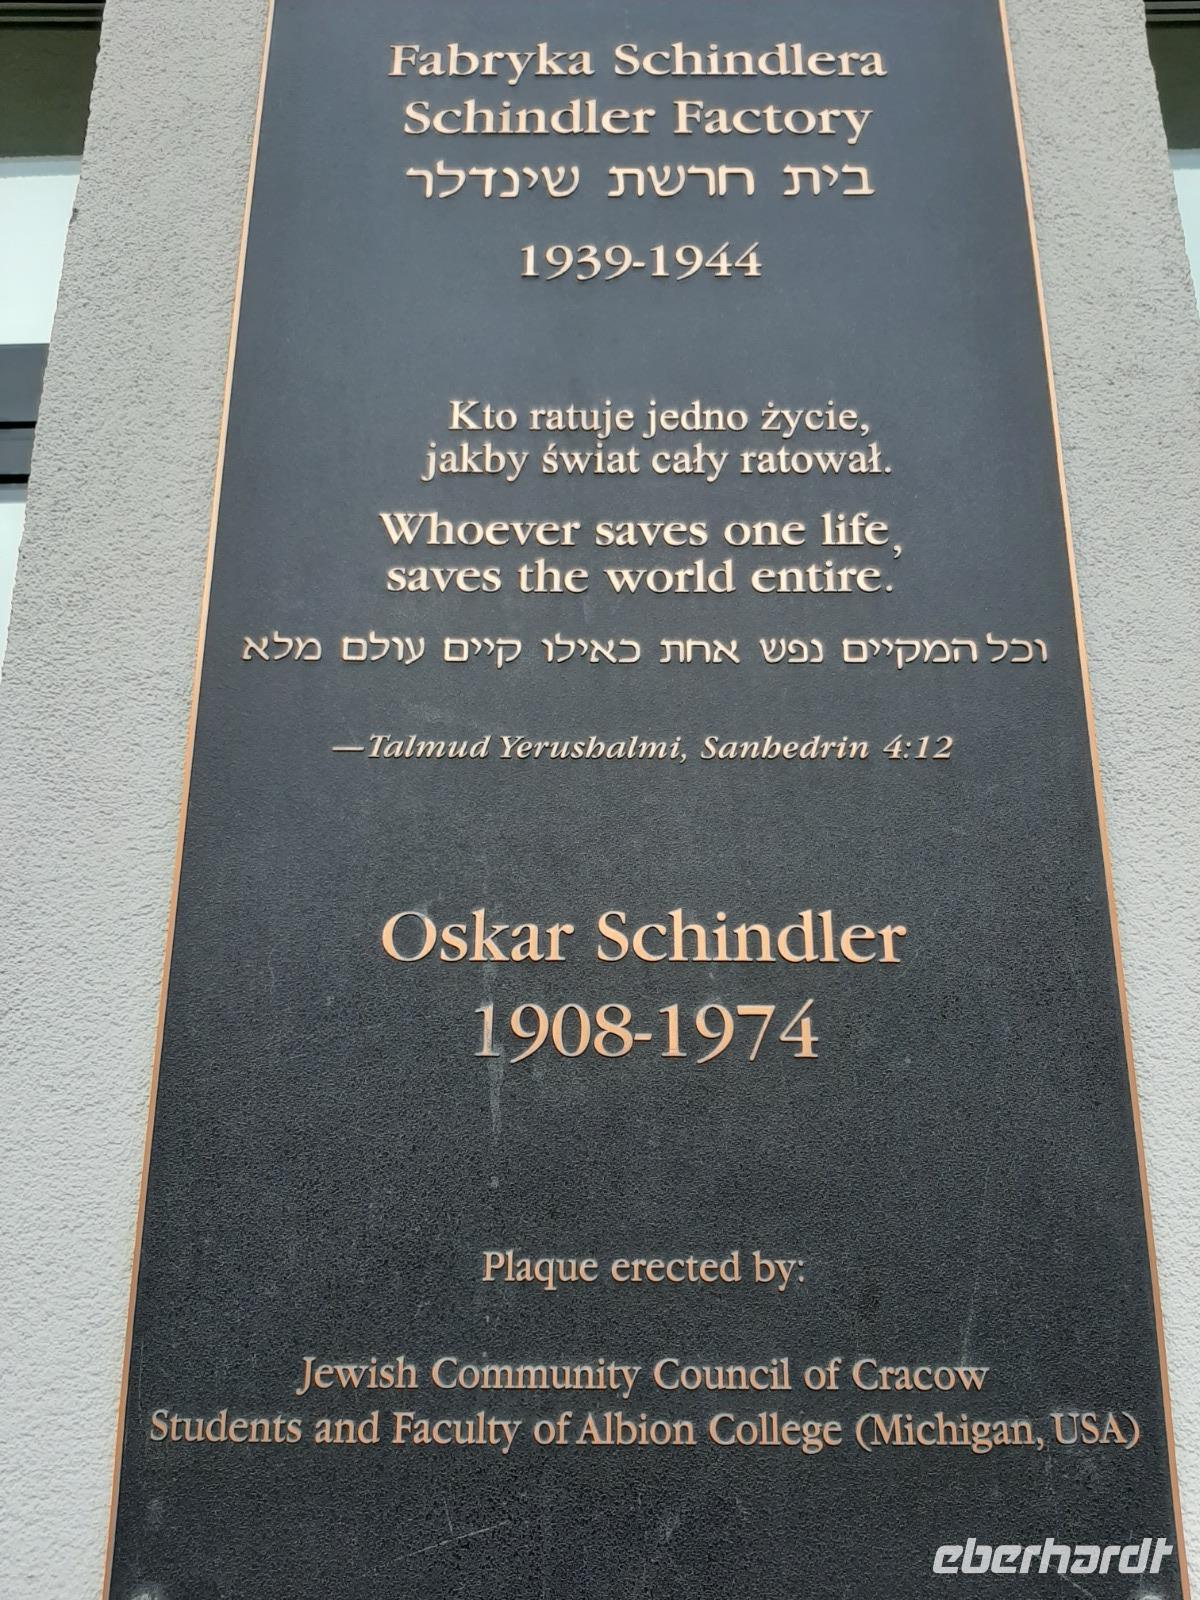 Fabryka Schindlera
Schindler Factory
בית חרשת שינדלר
1939-1944
Kto ratuje jedno życie,
jakby świat cały ratował.
Whoever saves one life,
saves the world entire.
וכל המקיים נפש אחת כאילו קיים עולם מלא
—Talmud Yerushalmi, Sanhedrin 4:12
Oskar Schindler
1908-1974
Plaque erected by:
Jewish Community Council of Cracow
Students and Faculty of Albion College (Michigan, USA)
eberhardt